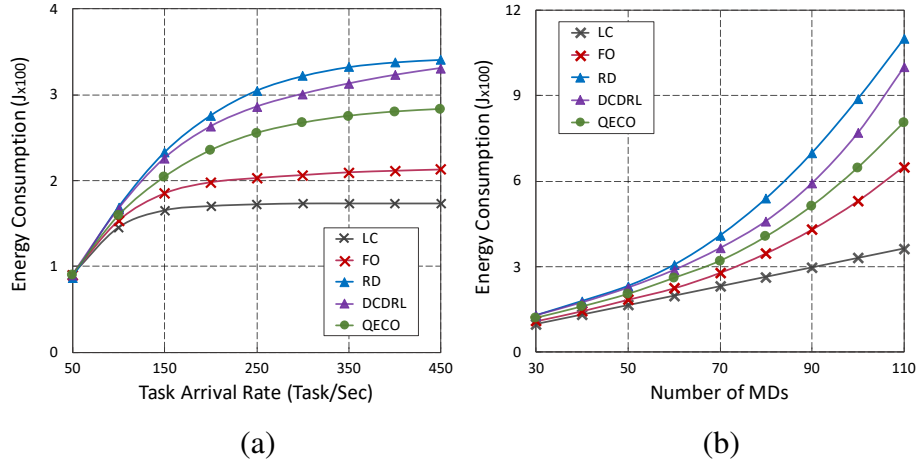 4
3
2
1
0
Energy Consumption (Jx100)
LC
FO
RD
DCDRL
QECO
50
150
250
350
450
Task Arrival Rate (Task/Sec)
(a)
12
9
6
3
0
Energy Consumption (Jx100)
LC
FO
RD
DCDRL
QECO
30
50
70
90
110
Number of MDs
(b)